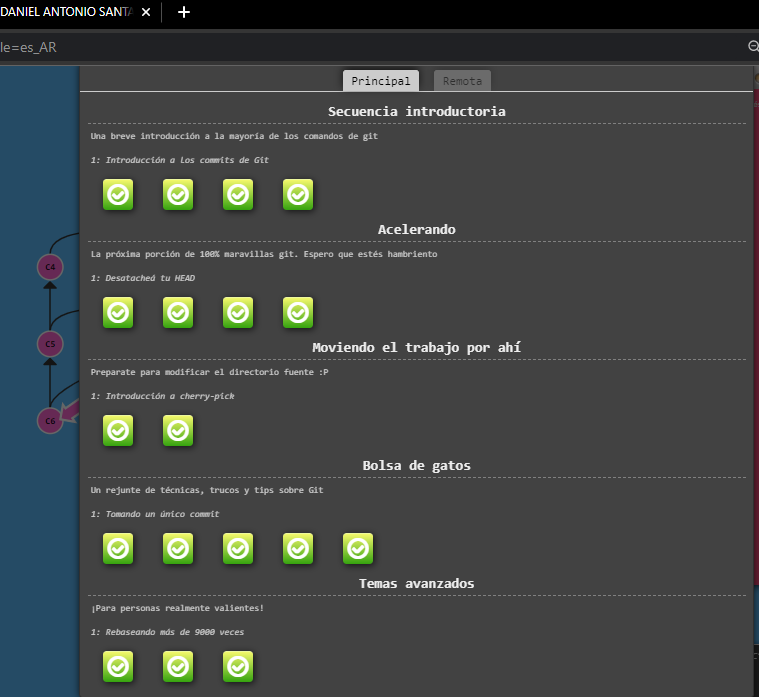 DANIEL ANTONIO SANTA
le=es_AR
Principal
Remota
Secuencia introductoria
Una breve introducción a la mayoría de los comandos de git
1: Introducción a los commits de Git
Acelerando
La próxima porción de 100% maravillas git. Espero que estés hambriento
1: Desatacheá tu HEAD
C4
Moviendo el trabajo por ahí
C5
Preparate para modificar el directorio fuente :P
1: Introducción a cherry-pick
C6
Bolsa de gatos
Un rejunte de técnicas, trucos y tips sobre Git
1: Tomando un único commit
Temas avanzados
¡Para personas realmente valientes!
1: Rebaseando más de 9000 veces